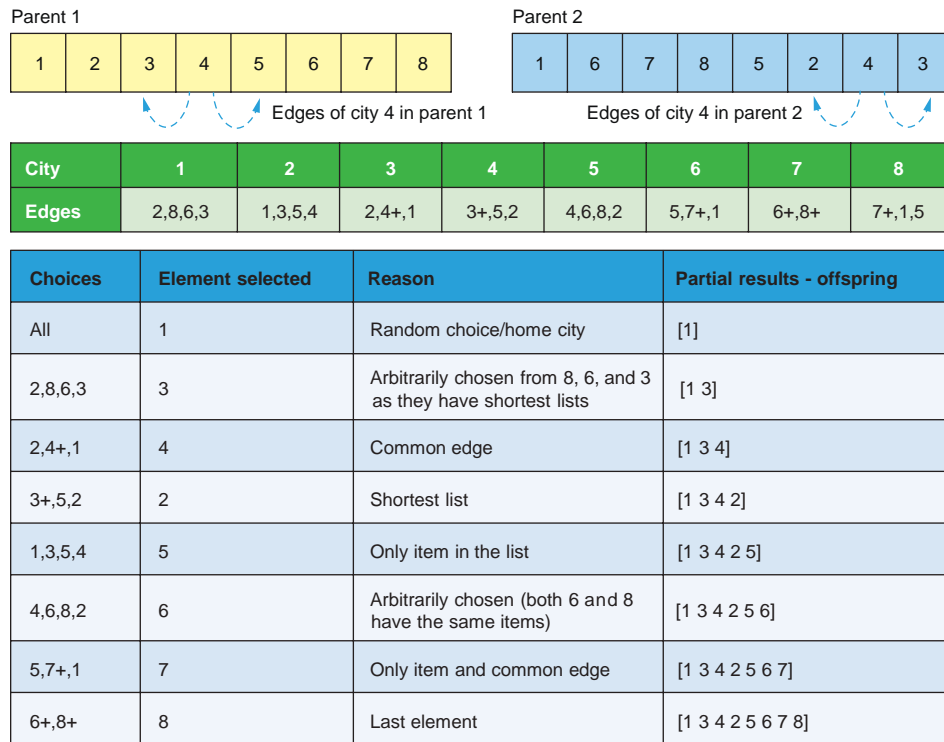 Parent 1
Parent 2
1 2 3 4 5 6 7 8
1 6 7 8 5 2 4 3
Edges of city 4 in parent 1
Edges of city 4 in parent 2
City 1 2 3 4 5 6 7 8
Edges 2,8,6,3 1,3,5,4 2,4+,1 3+,5,2 4,6,8,2 5,7+,1 6+,8+ 7+,1,5
Choices Element selected Reason Partial results - offspring
All 1 Random choice/home city [1]
2,8,6,3 3 Arbitrarily chosen from 8, 6, and 3
as they have shortest lists [1 3]
2,4+,1 4 Common edge [1 3 4]
3+,5,2 2 Shortest list [1 3 4 2]
1,3,5,4 5 Only item in the list [1 3 4 2 5]
4,6,8,2 6 Arbitrarily chosen (both 6 and 8
have the same items) [1 3 4 2 5 6]
5,7+,1 7 Only item and common edge [1 3 4 2 5 6 7]
6+,8+ 8 Last element [1 3 4 2 5 6 7 8]